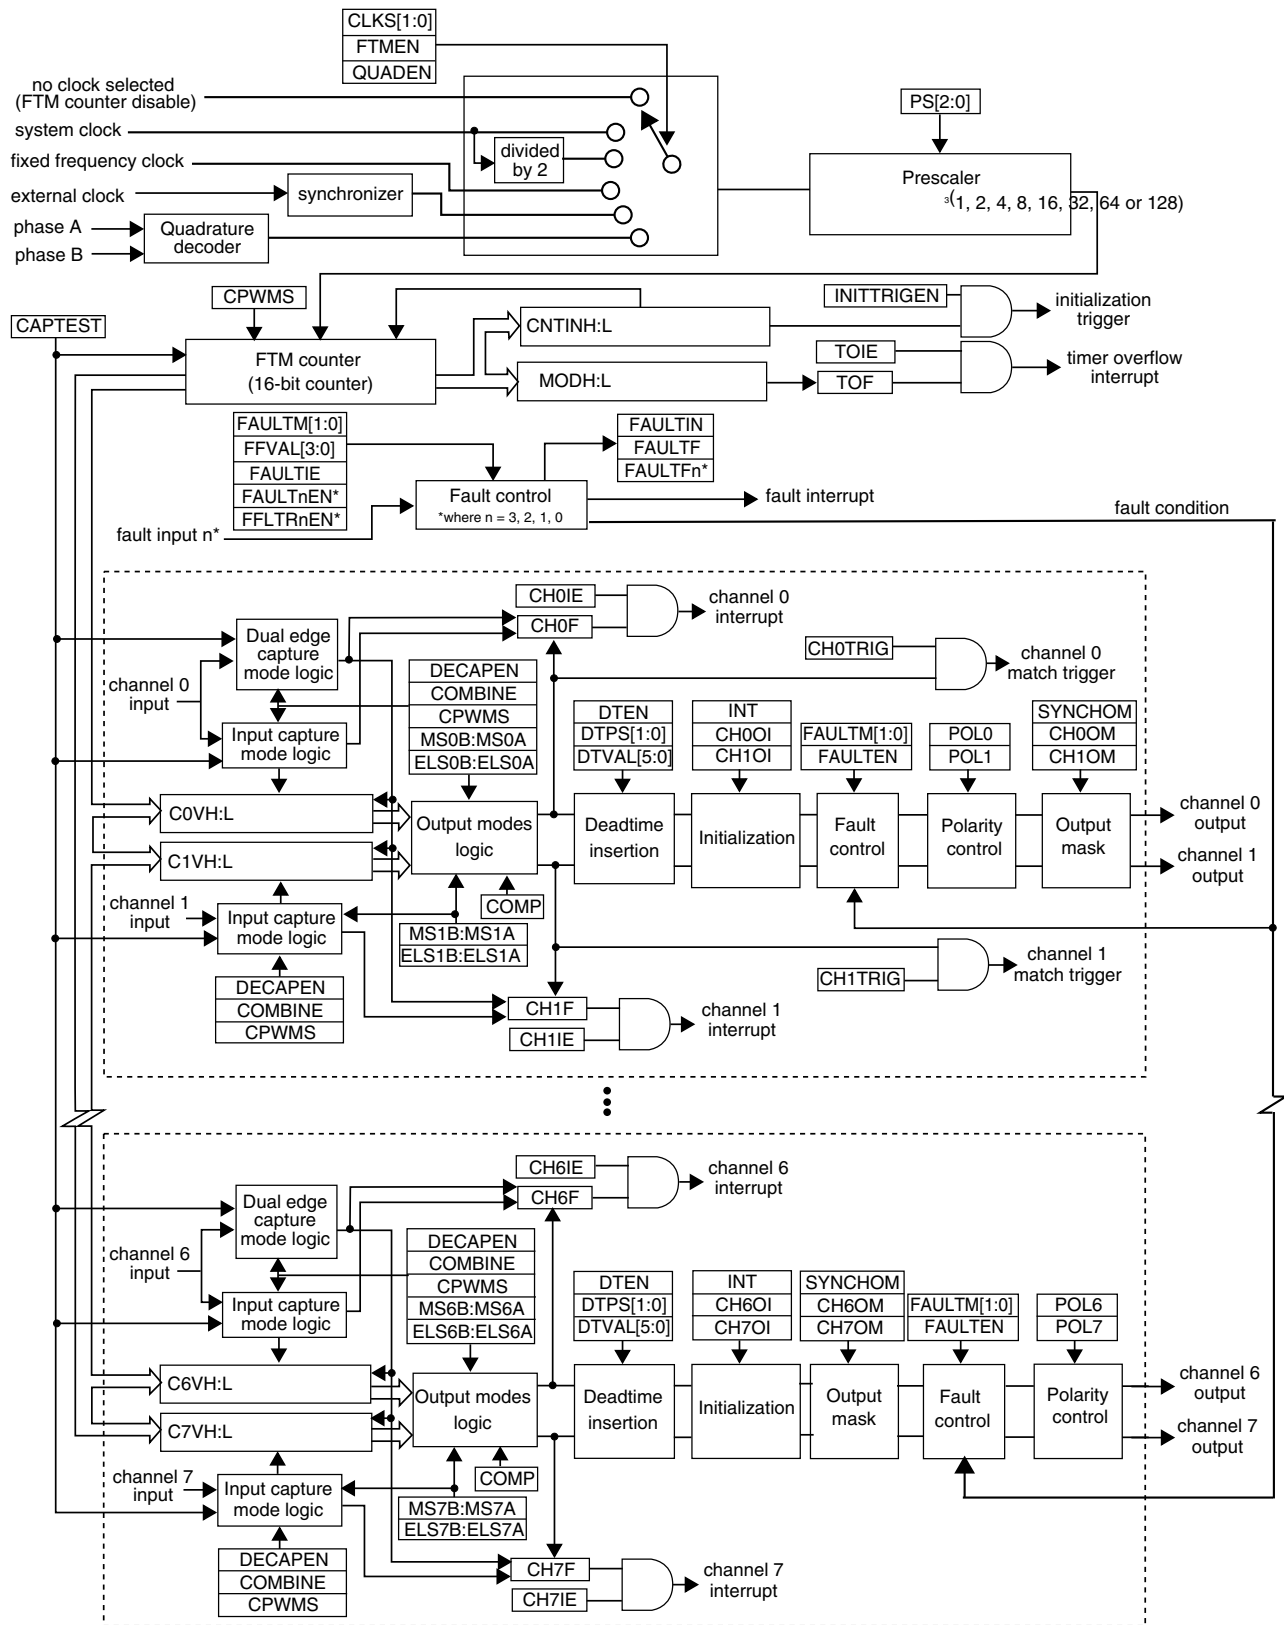 CLKS[1:0]
FTMEN
QUADEN
no clock selected
(FTM counter disable)
PS[2:0]
system clock
divided
by 2
fixed frequency clock
Prescaler
3(1, 2, 4, 8, 16, 32, 64 or 128)
external clock
synchronizer
phase A
phase B
Quadrature
decoder
CPWMS
INITTRIGEN
initialization
trigger
CAPTEST
CNTINH:L
FTM counter
(16-bit counter)
TOIE
timer overflow
interrupt
MODH:L
TOF
FAULTM[1:0]
FFVAL[3:0]
FAULTIE
FAULTnEN*
FFLTRnEN*
FAULTIN
FAULTF
FAULTFn*
Fault control
*where n = 3, 2, 1, 0
fault interrupt
fault condition
fault input n*
CH0IE
CH0F
channel 0
interrupt
Dual edge
capture
mode logic
CH0TRIG
channel 0
match trigger
channel 0
input
DECAPEN
COMBINE
CPWMS
MS0B:MS0A
ELS0B:ELS0A
Input capture
mode logic
DTEN
DTPS[1:0]
DTVAL[5:0]
INT
CH0OI
CH1OI
FAULTM[1:0]
FAULTEN
POL0
POL1
SYNCHOM
CH0OM
CH1OM
C0VH:L
C1VH:L
Output modes
logic
Deadtime
insertion
Initialization
Fault
control
Polarity
control
Output
mask
channel 0
output
channel 1
output
channel 1
input
Input capture
mode logic
COMP
MS1B:MS1A
ELS1B:ELS1A
DECAPEN
COMBINE
CPWMS
channel 1
match trigger
CH1TRIG
CH1F
CH1IE
channel 1
interrupt
CH6IE
CH6F
channel 6
interrupt
Dual edge
capture
mode logic
channel 6
input
DECAPEN
COMBINE
CPWMS
MS6B:MS6A
ELS6B:ELS6A
Input capture
mode logic
DTEN
DTPS[1:0]
DTVAL[5:0]
INT
CH6OI
CH7OI
SYNCHOM
CH6OM
CH7OM
FAULTM[1:0]
FAULTEN
POL6
POL7
C6VH:L
C7VH:L
Output modes
logic
Deadtime
insertion
Initialization
Output
mask
Fault
control
Polarity
control
channel 6
output
channel 7
output
channel 7
input
Input capture
mode logic
COMP
MS7B:MS7A
ELS7B:ELS7A
DECAPEN
COMBINE
CPWMS
CH7F
CH7IE
channel 7
interrupt